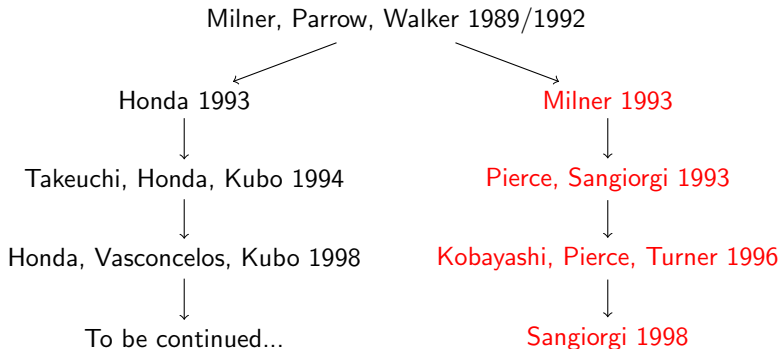 Milner, Parrow, Walker 1989/1992
Honda 1993
Milner 1993
Takeuchi, Honda, Kubo 1994
Pierce, Sangiorgi 1993
Honda, Vasconcelos, Kubo 1998
Kobayashi, Pierce, Turner 1996
To be continued...
Sangiorgi 1998